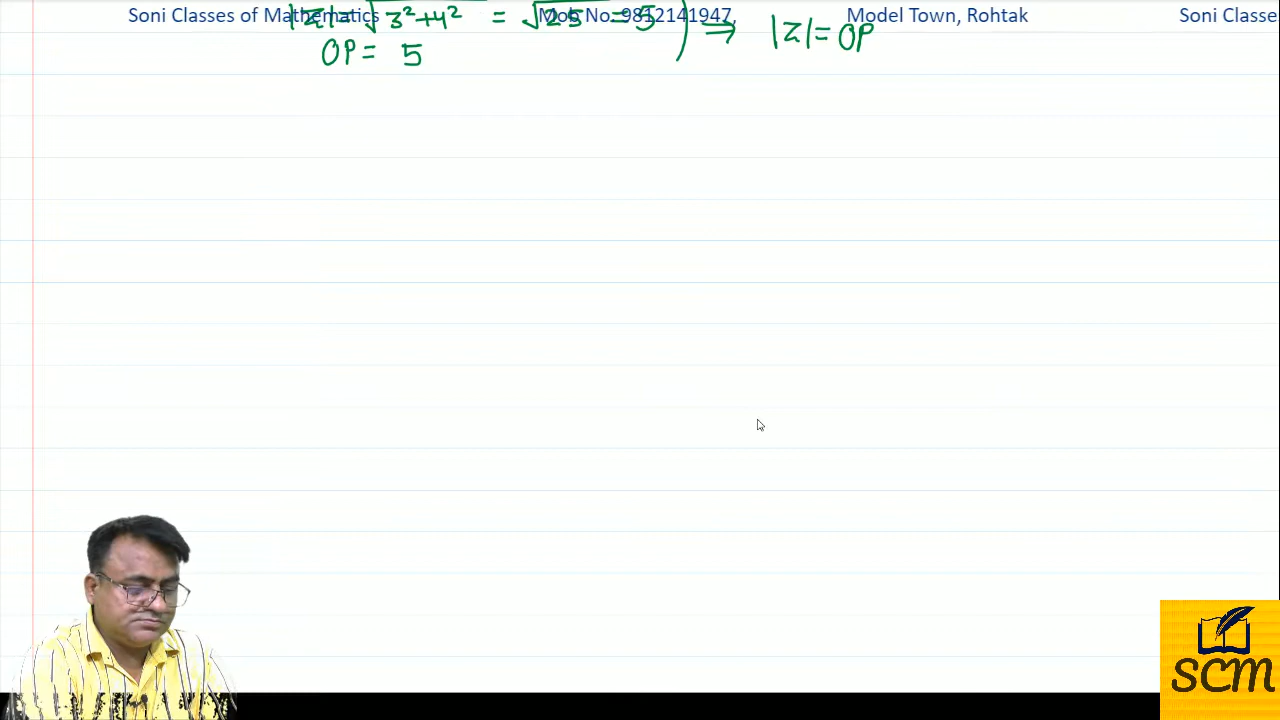 Soni Classes of Mathematics Mob No. 9812141947, Model Town, Rohtak Soni Classe
|z| = √3²+4² = √25 = 5 ) ⇒ |z| = OP
OP = 5
SCM